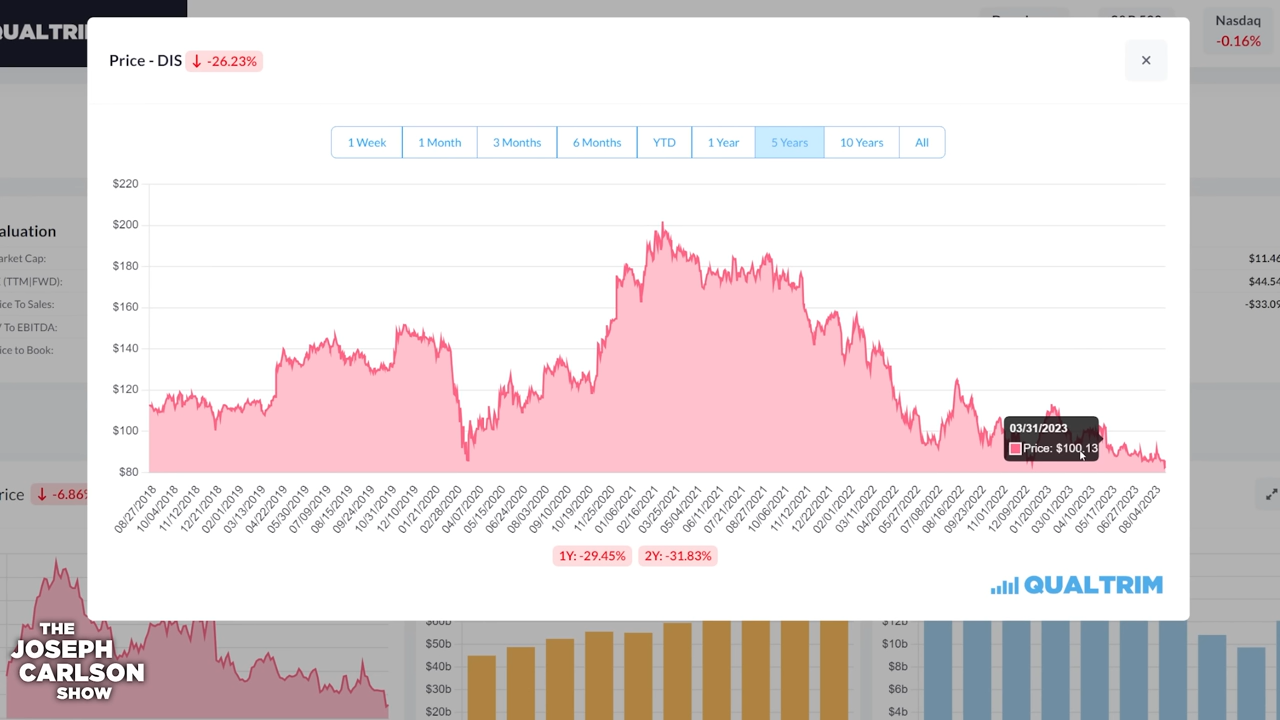 QUALTRIM
Nasdaq
-0.16%
Price - DIS ↓ -26.23%
×
1 Week 1 Month 3 Months 6 Months YTD 1 Year 5 Years 10 Years All
$220
$200
$180
$160
$140
$120
$100
$80
03/31/2023
Price: $100.13
08/27/2018 10/04/2018 11/12/2018 12/21/2018 02/01/2019 03/13/2019 04/22/2019 05/30/2019 07/09/2019 08/15/2019 09/24/2019 10/31/2019 12/10/2019 01/21/2020 02/28/2020 04/07/2020 05/15/2020 06/24/2020 08/03/2020 09/10/2020 10/19/2020 11/25/2020 01/06/2021 02/16/2021 03/25/2021 05/04/2021 06/11/2021 07/21/2021 08/27/2021 10/06/2021 11/12/2021 12/22/2021 02/01/2022 03/11/2022 04/20/2022 05/27/2022 07/08/2022 08/16/2022 09/23/2022 11/01/2022 12/09/2022 01/20/2023 03/01/2023 04/10/2023 05/17/2023 06/27/2023 08/04/2023
1Y: -29.45% 2Y: -31.83%
QUALTRIM
aluation
arket Cap:
(TTM|FWD):
ice To Sales:
To EBITDA:
ice to Book:
$11.46
$44.54
-$33.09
rice ↓ -6.86%
$50b
$40b
$30b
$20b
$10b
$8b
$6b
$4b
THE
JOSEPH
CARLSON
SHOW